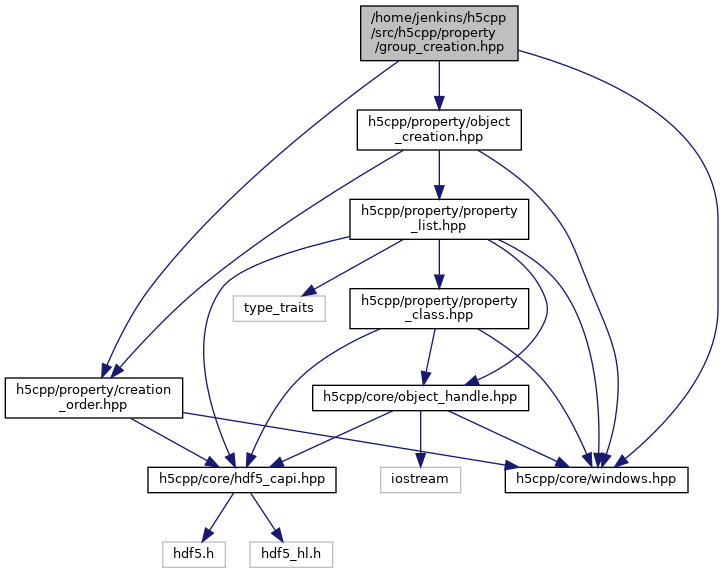 /home/jenkins/h5cpp
/src/h5cpp/property
/group_creation.hpp
h5cpp/property/object
_creation.hpp
h5cpp/property/property
_list.hpp
type_traits
h5cpp/property/property
_class.hpp
h5cpp/property/creation
_order.hpp
h5cpp/core/object_handle.hpp
h5cpp/core/hdf5_capi.hpp
iostream
h5cpp/core/windows.hpp
hdf5.h
hdf5_hl.h